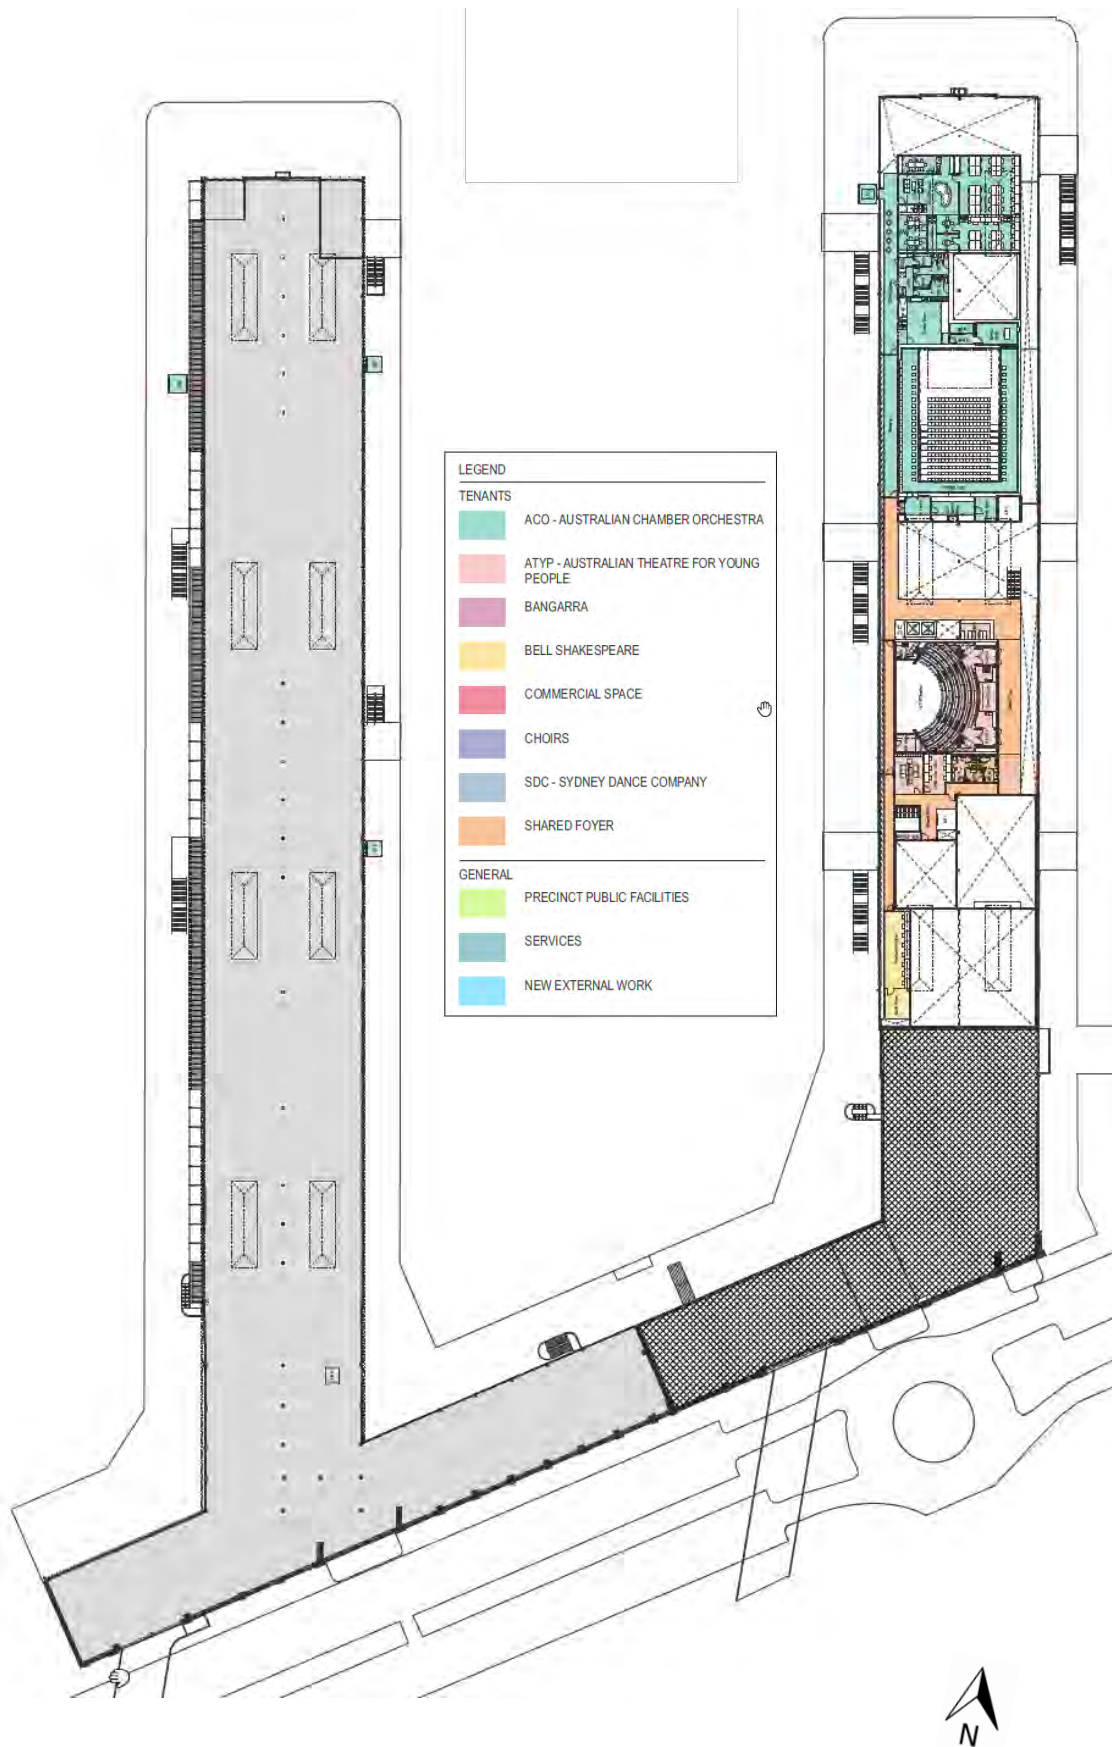 LEGEND
TENANTS
ACO - AUSTRALIAN CHAMBER ORCHESTRA
ATYP - AUSTRALIAN THEATRE FOR YOUNG
PEOPLE
BANGARRA
BELL SHAKESPEARE
COMMERCIAL SPACE
CHOIRS
SDC - SYDNEY DANCE COMPANY
SHARED FOYER
GENERAL
PRECINCT PUBLIC FACILITIES
SERVICES
NEW EXTERNAL WORK
N